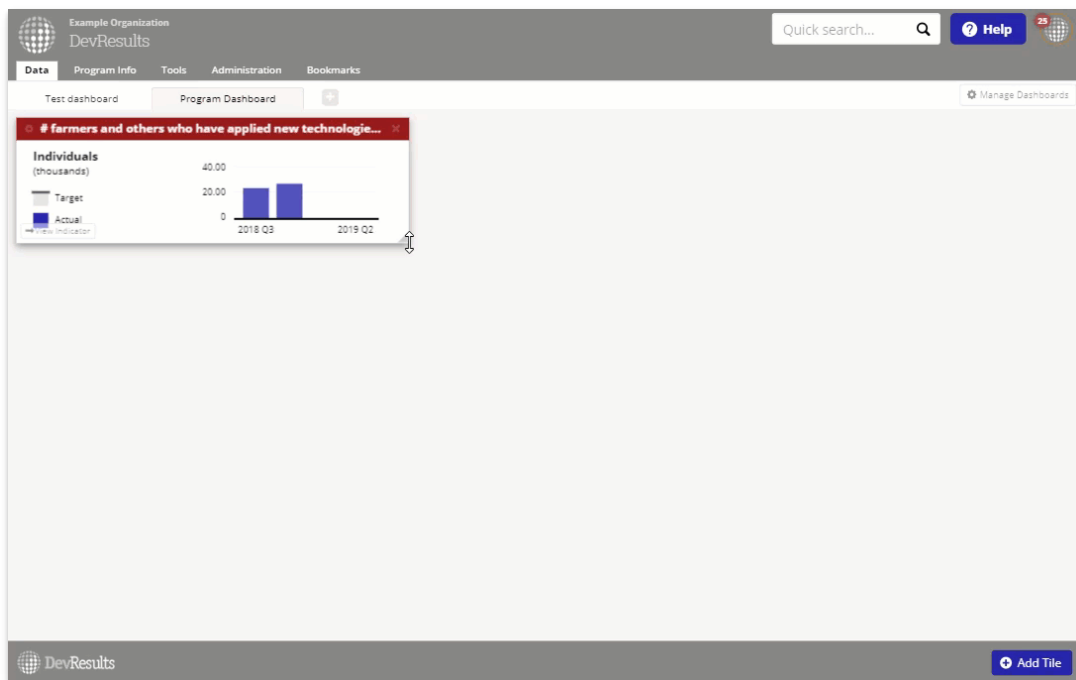 Example Organization
DevResults
Quick search...
Help
25
Data Program Info Tools Administration Bookmarks
Test dashboard Program Dashboard
Manage Dashboards
# farmers and others who have applied new technologie...
Individuals
(thousands)
Target
Actual
View Indicator
40.00
20.00
0
2018 Q3 2019 Q2
DevResults
Add Tile